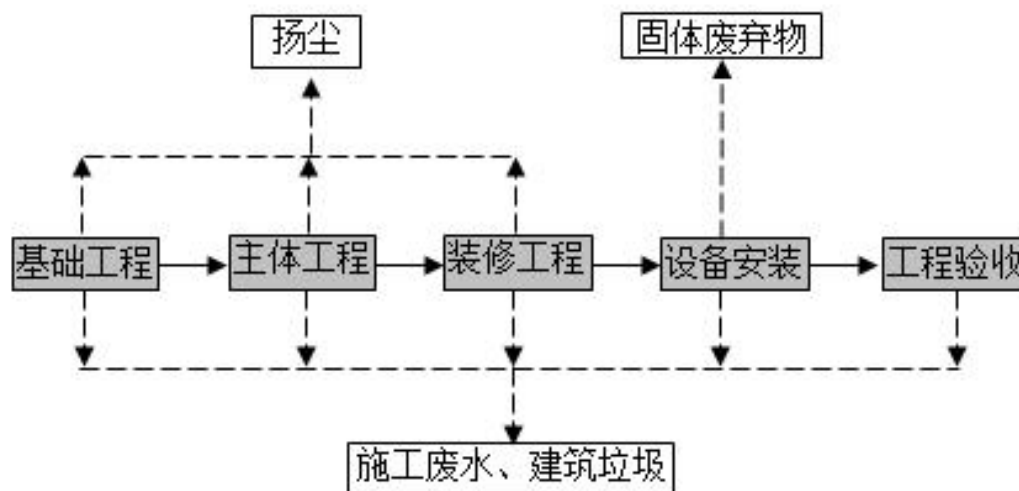 扬尘
固体废弃物
基础工程
主体工程
装修工程
设备安装
工程验收
施工废水、建筑垃圾